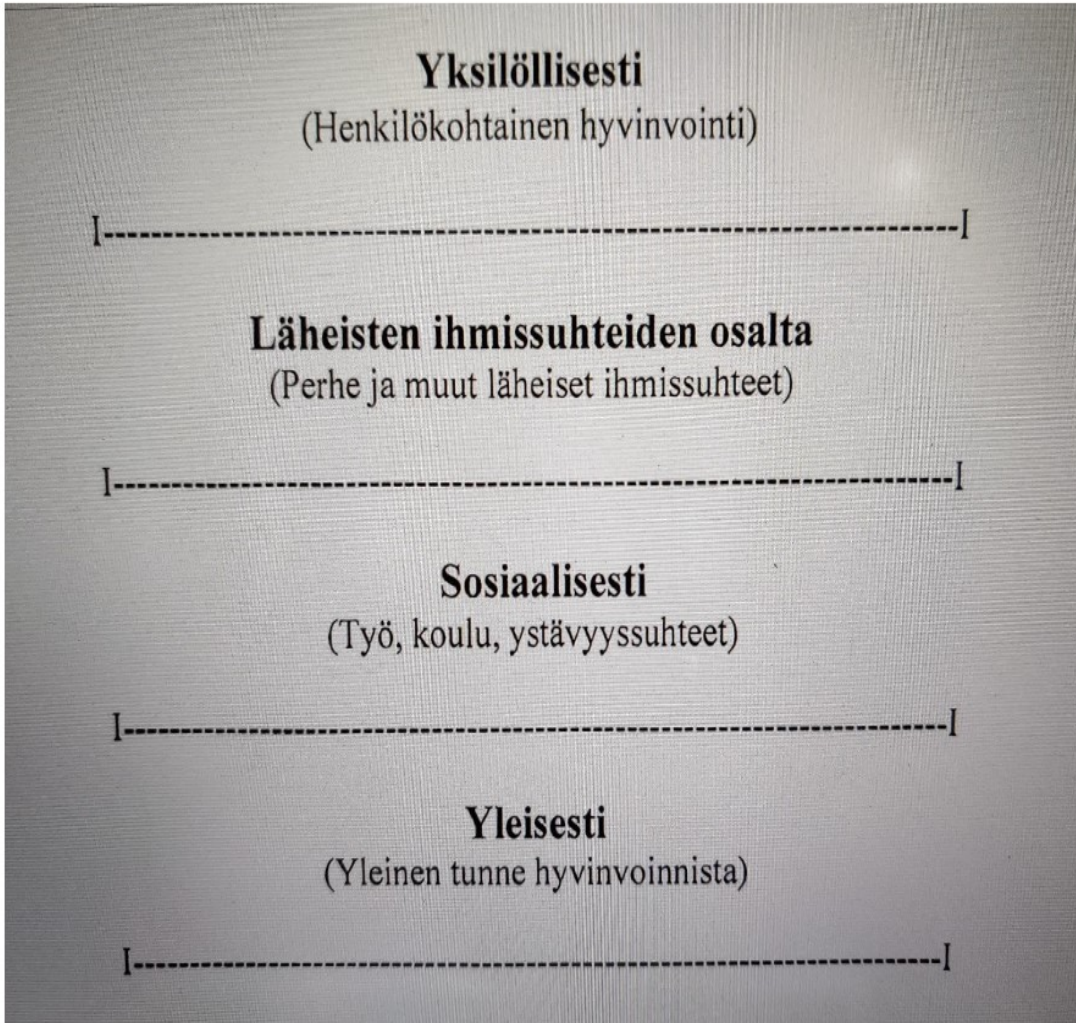 Yksilöllisesti
(Henkilökohtainen hyvinvointi)
I----------------------------------------------------------------------------------I
Läheisten ihmissuhteiden osalta
(Perhe ja muut läheiset ihmissuhteet)
I----------------------------------------------------------------------------------I
Sosiaalisesti
(Työ, koulu, ystävyyssuhteet)
I----------------------------------------------------------------------------------I
Yleisesti
(Yleinen tunne hyvinvoinnista)
I----------------------------------------------------------------------------------I